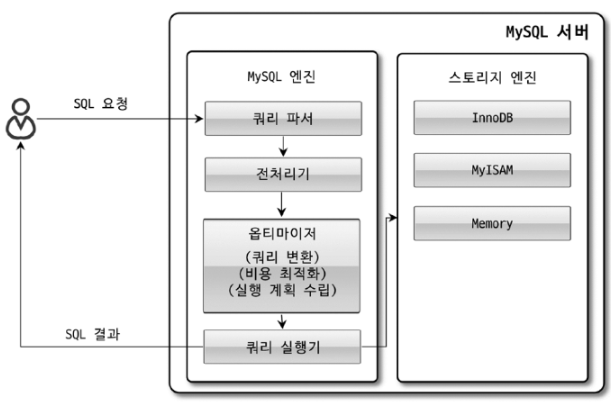 MySQL 서버
MySQL 엔진
스토리지 엔진
SQL 요청
쿼리 파서
InnoDB
전처리기
MyISAM
옵티마이저
(쿼리 변환)
(비용 최적화)
(실행 계획 수립)
Memory
SQL 결과
쿼리 실행기